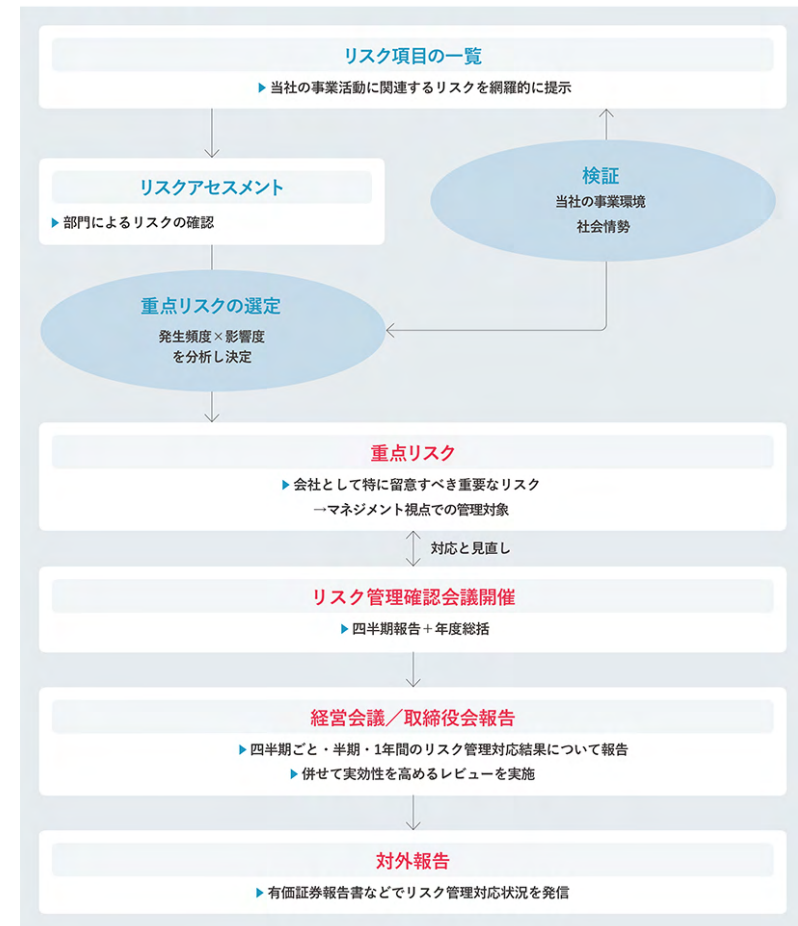 リスク項目の一覧
▶当社の事業活動に関連するリスクを網羅的に提示
リスクアセスメント
▶部門によるリスクの確認
検証
当社の事業環境
社会情勢
重点リスクの選定
発生頻度×影響度
を分析し決定
重点リスク
▶会社として特に留意すべき重要なリスク
→マネジメント視点での管理対象
対応と見直し
リスク管理確認会議開催
▶四半期報告+年度総括
経営会議/取締役会報告
▶四半期ごと・半期・1年間のリスク管理対応結果について報告
▶併せて実効性を高めるレビューを実施
対外報告
▶有価証券報告書などでリスク管理対応状況を発信